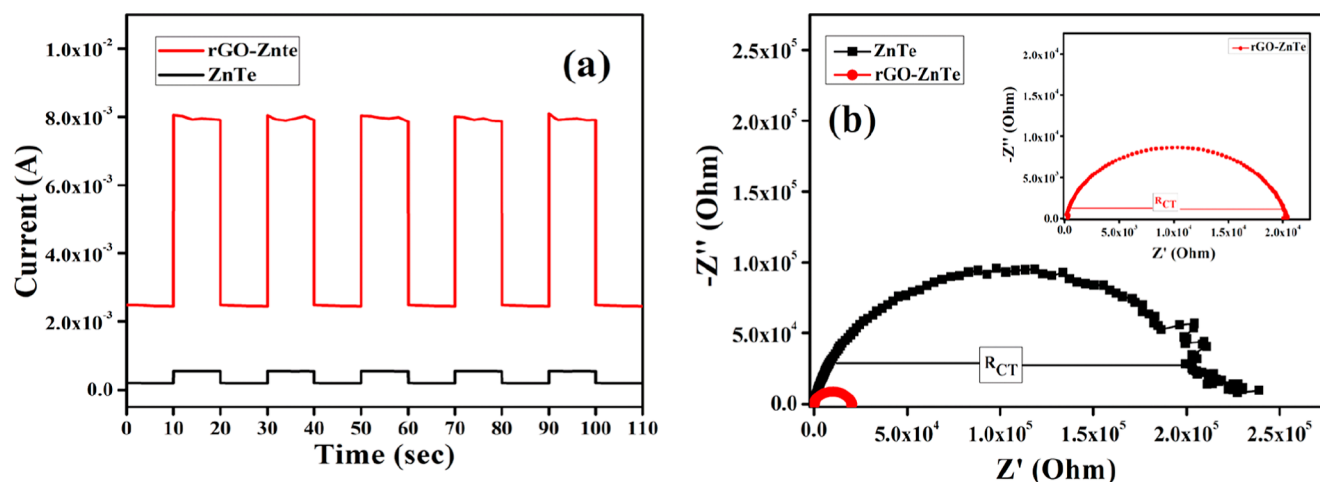 1.0x10⁻²
8.0x10⁻³
6.0x10⁻³
4.0x10⁻³
2.0x10⁻³
0.0
Current (A)
rGO-Znte
ZnTe
(a)
0 10 20 30 40 50 60 70 80 90 100 110
Time (sec)
2.5x10⁵
2.0x10⁵
1.5x10⁵
1.0x10⁵
5.0x10⁴
0.0
-Z'' (Ohm)
ZnTe
rGO-ZnTe
(b)
R_CT
0.0 5.0x10⁴ 1.0x10⁵ 1.5x10⁵ 2.0x10⁵ 2.5x10⁵
Z' (Ohm)
2.0x10⁴
1.5x10⁴
1.0x10⁴
5.0x10³
0.0
-Z'' (Ohm)
rGO-ZnTe
R_CT
0.0 5.0x10³ 1.0x10⁴ 1.5x10⁴ 2.0x10⁴
Z' (Ohm)